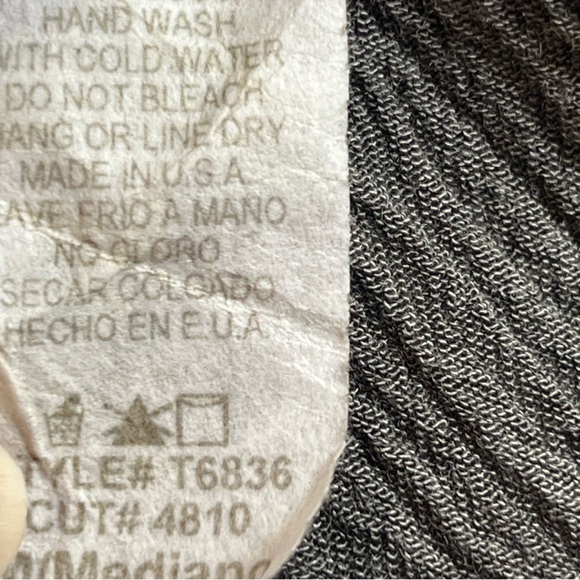 HAND WASH
WITH COLD WATER
DO NOT BLEACH
HANG OR LINE DRY
MADE IN U.S.A.
LAVE FRIO A MANO
NO CLORO
SECAR COLGADO
HECHO EN E.U.A.
STYLE# T6836
CUT# 4810
M/Mediano